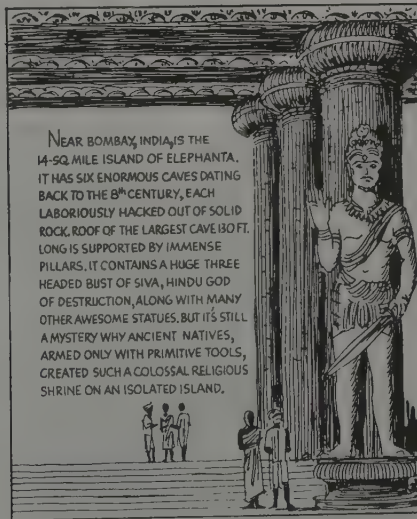 NEAR BOMBAY, INDIA, IS THE
14-SQ. MILE ISLAND OF ELEPHANTA.
IT HAS SIX ENORMOUS CAVES DATING
BACK TO THE 8th CENTURY, EACH
LABORIOUSLY HACKED OUT OF SOLID
ROCK. ROOF OF THE LARGEST CAVE 130 FT.
LONG IS SUPPORTED BY IMMENSE
PILLARS. IT CONTAINS A HUGE THREE
HEADED BUST OF SIVA, HINDU GOD
OF DESTRUCTION, ALONG WITH MANY
OTHER AWESOME STATUES. BUT IT'S STILL
A MYSTERY WHY ANCIENT NATIVES,
ARMED ONLY WITH PRIMITIVE TOOLS,
CREATED SUCH A COLOSSAL RELIGIOUS
SHRINE ON AN ISOLATED ISLAND.